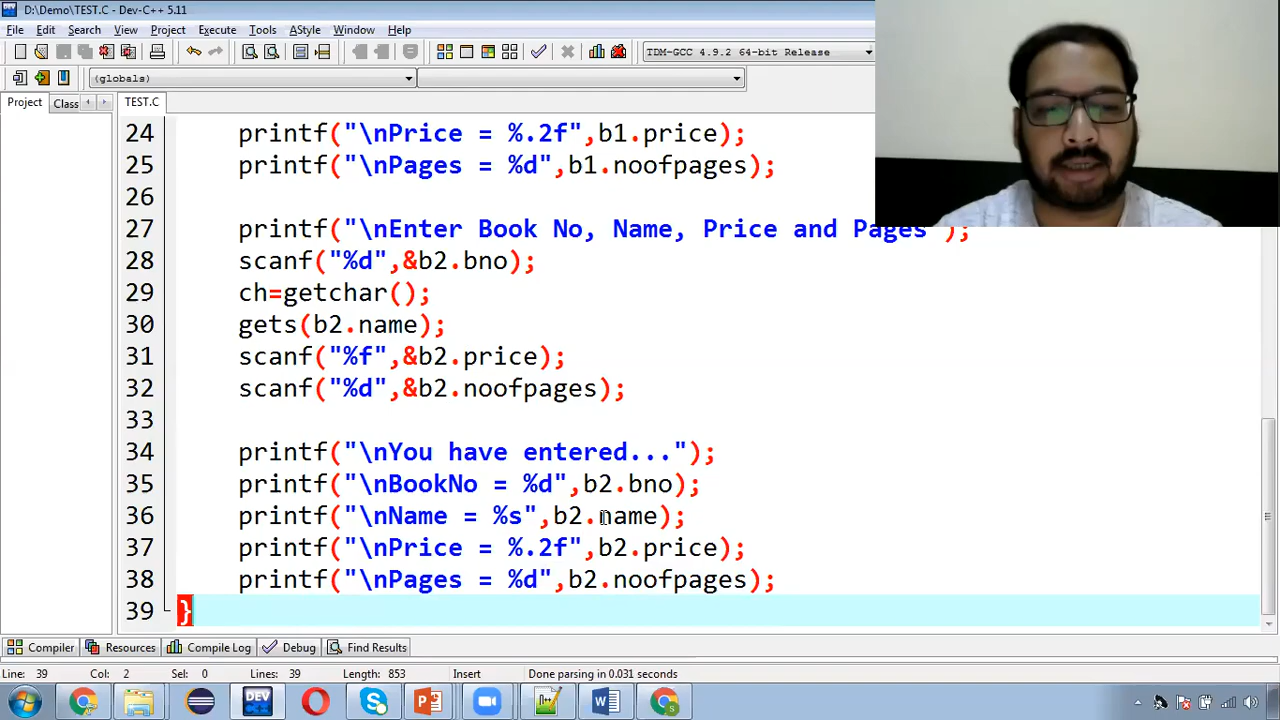 D:\Demo\TEST.C - Dev-C++ 5.11
File Edit Search View Project Execute Tools AStyle Window Help
TDM-GCC 4.9.2 64-bit Release
(globals)
Project Class TEST.C
24 printf("\nPrice = %.2f",b1.price);
25 printf("\nPages = %d",b1.noofpages);
26
27 printf("\nEnter Book No, Name, Price and Pages");
28 scanf("%d",&b2.bno);
29 ch=getchar();
30 gets(b2.name);
31 scanf("%f",&b2.price);
32 scanf("%d",&b2.noofpages);
33
34 printf("\nYou have entered...");
35 printf("\nBookNo = %d",b2.bno);
36 printf("\nName = %s",b2.name);
37 printf("\nPrice = %.2f",b2.price);
38 printf("\nPages = %d",b2.noofpages);
39 }
Compiler Resources Compile Log Debug Find Results
Line: 39 Col: 2 Sel: 0 Lines: 39 Length: 853 Insert Done parsing in 0.031 seconds
DEV